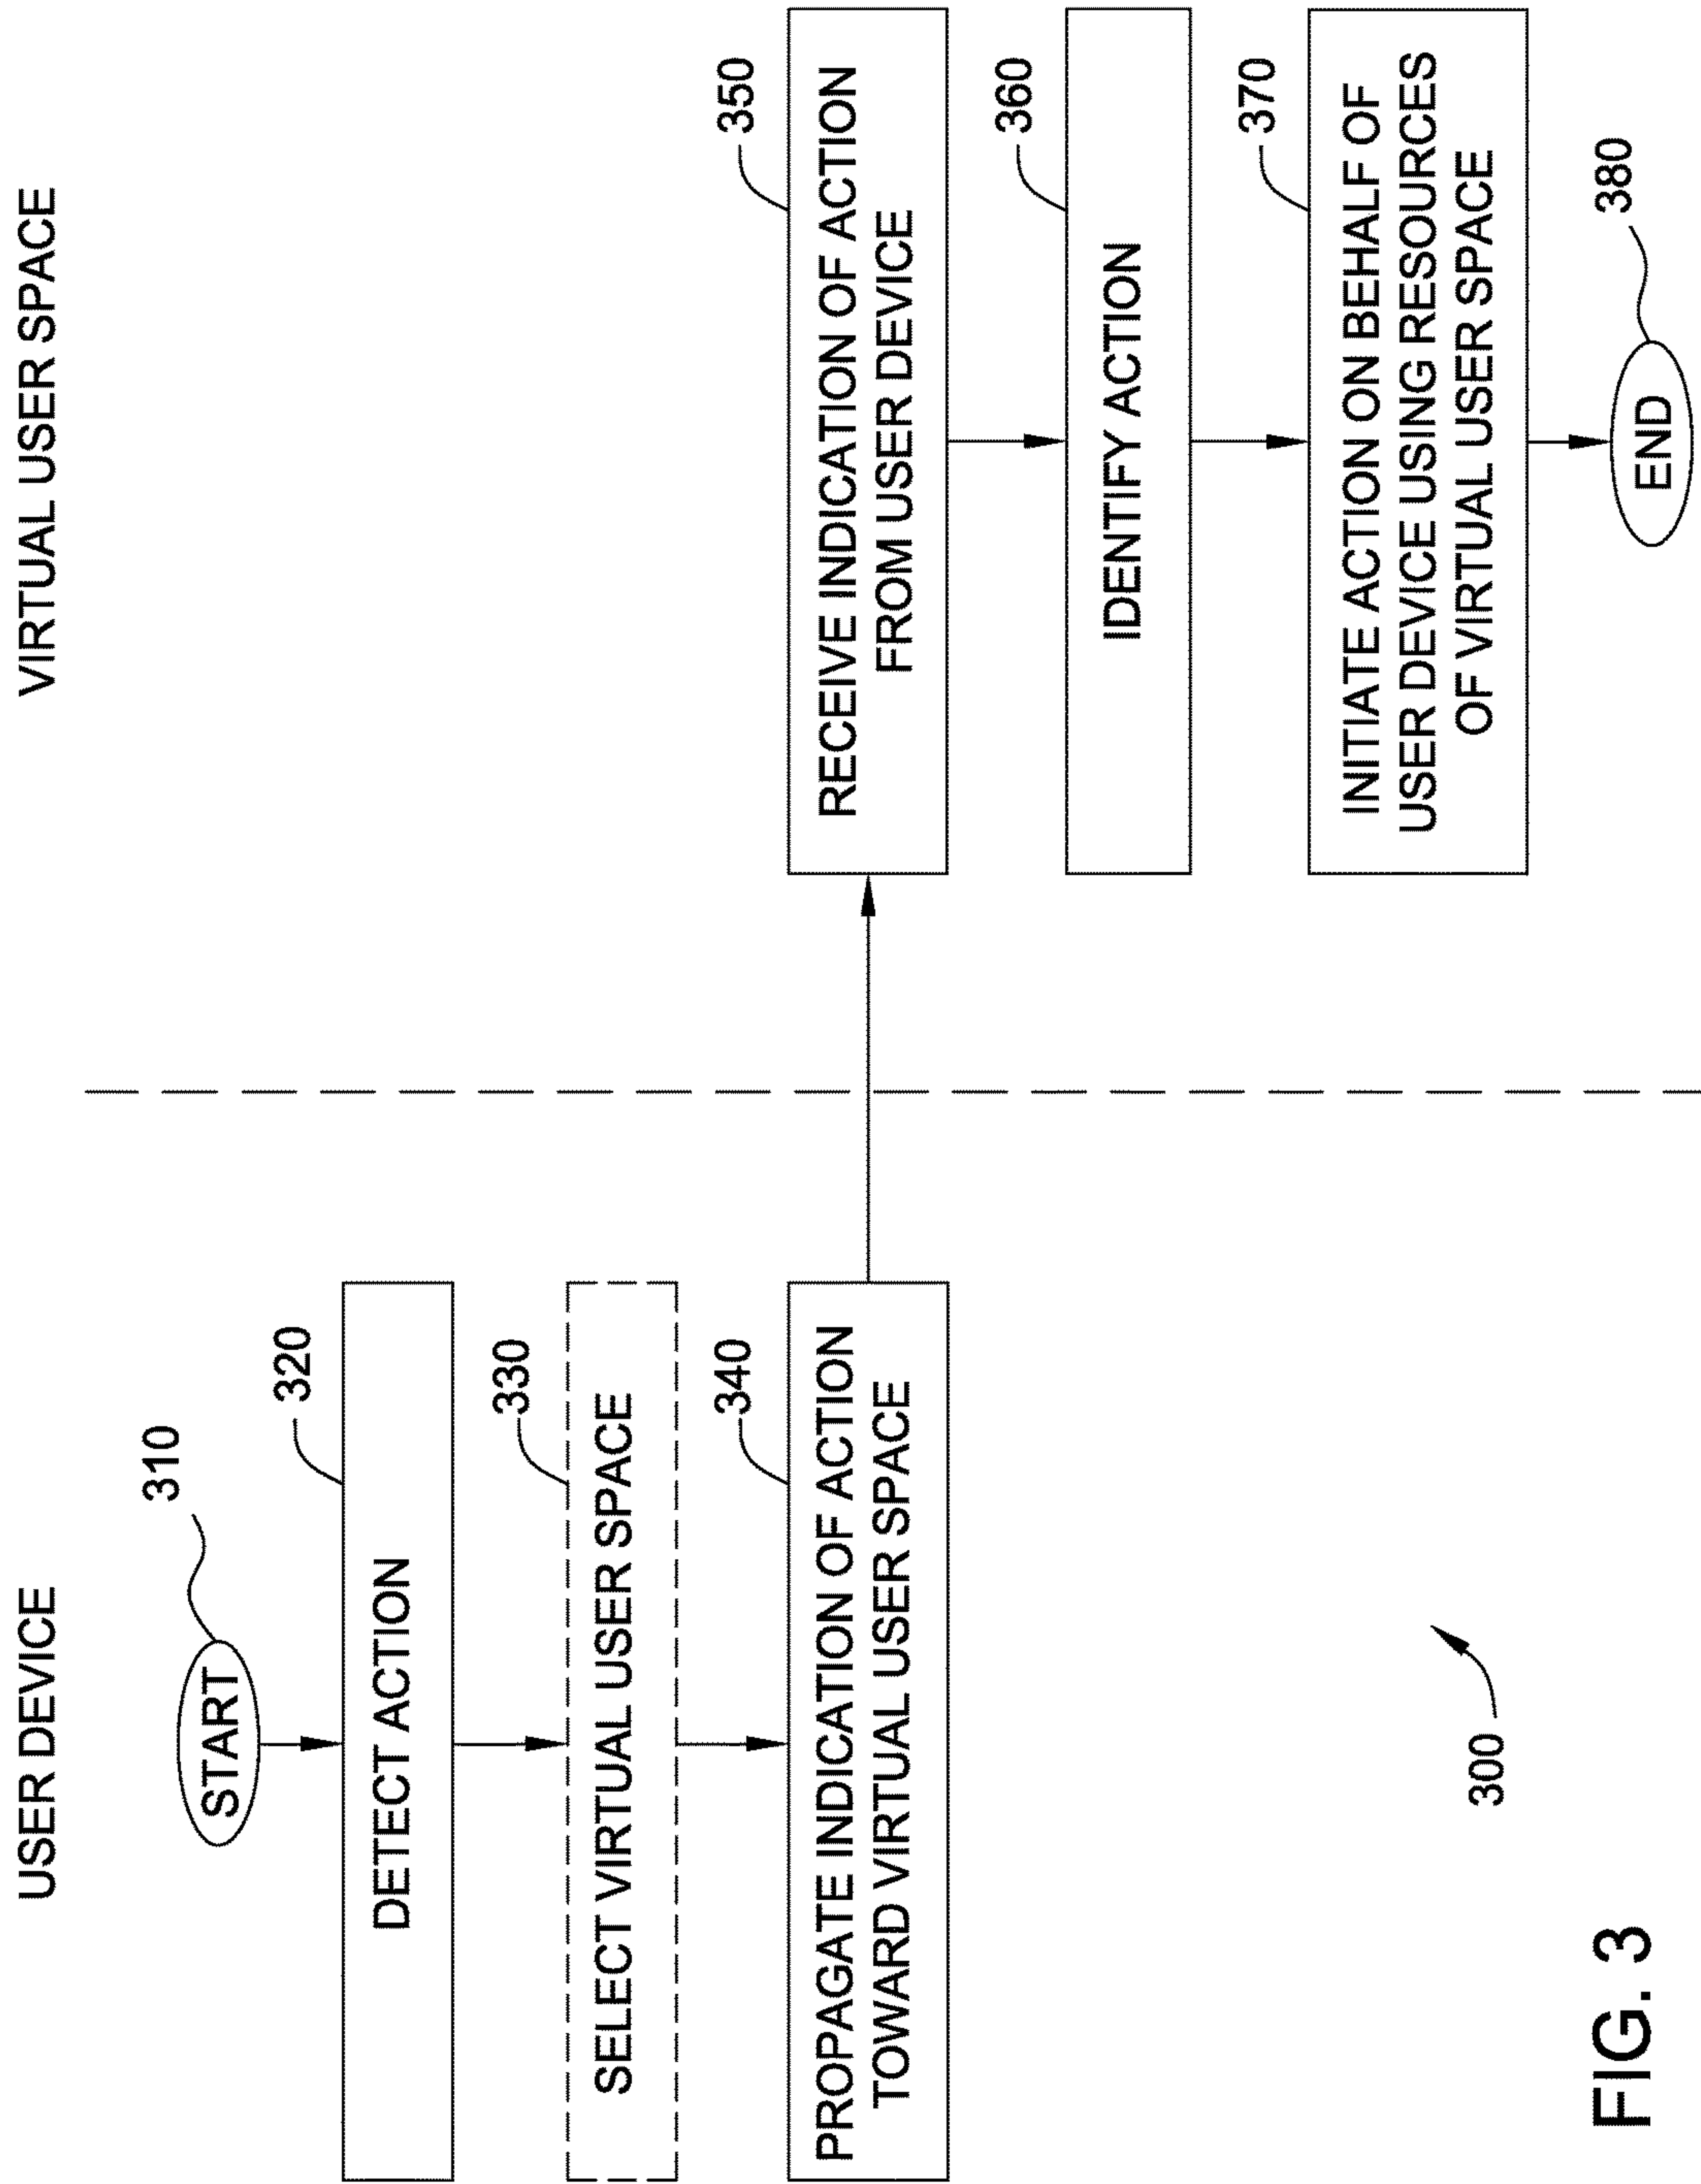 USER DEVICE
VIRTUAL USER SPACE
310
START
320
DETECT ACTION
330
SELECT VIRTUAL USER SPACE
340
PROPAGATE INDICATION OF ACTION
TOWARD VIRTUAL USER SPACE
350
RECEIVE INDICATION OF ACTION
FROM USER DEVICE
360
IDENTIFY ACTION
370
INITIATE ACTION ON BEHALF OF
USER DEVICE USING RESOURCES
OF VIRTUAL USER SPACE
380
END
300
FIG. 3